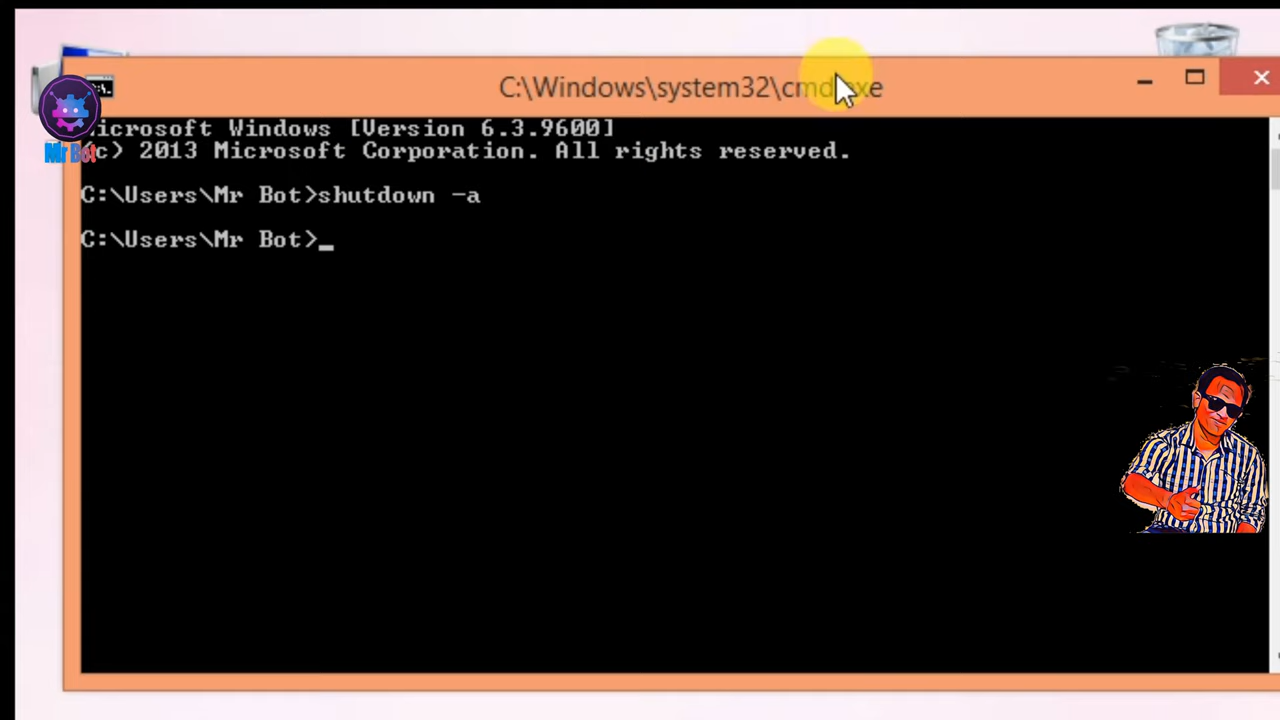 C:\Windows\system32\cmd.exe
Microsoft Windows [Version 6.3.9600]
(c) 2013 Microsoft Corporation. All rights reserved.
C:\Users\Mr Bot>shutdown -a
C:\Users\Mr Bot>_
Mr Bot